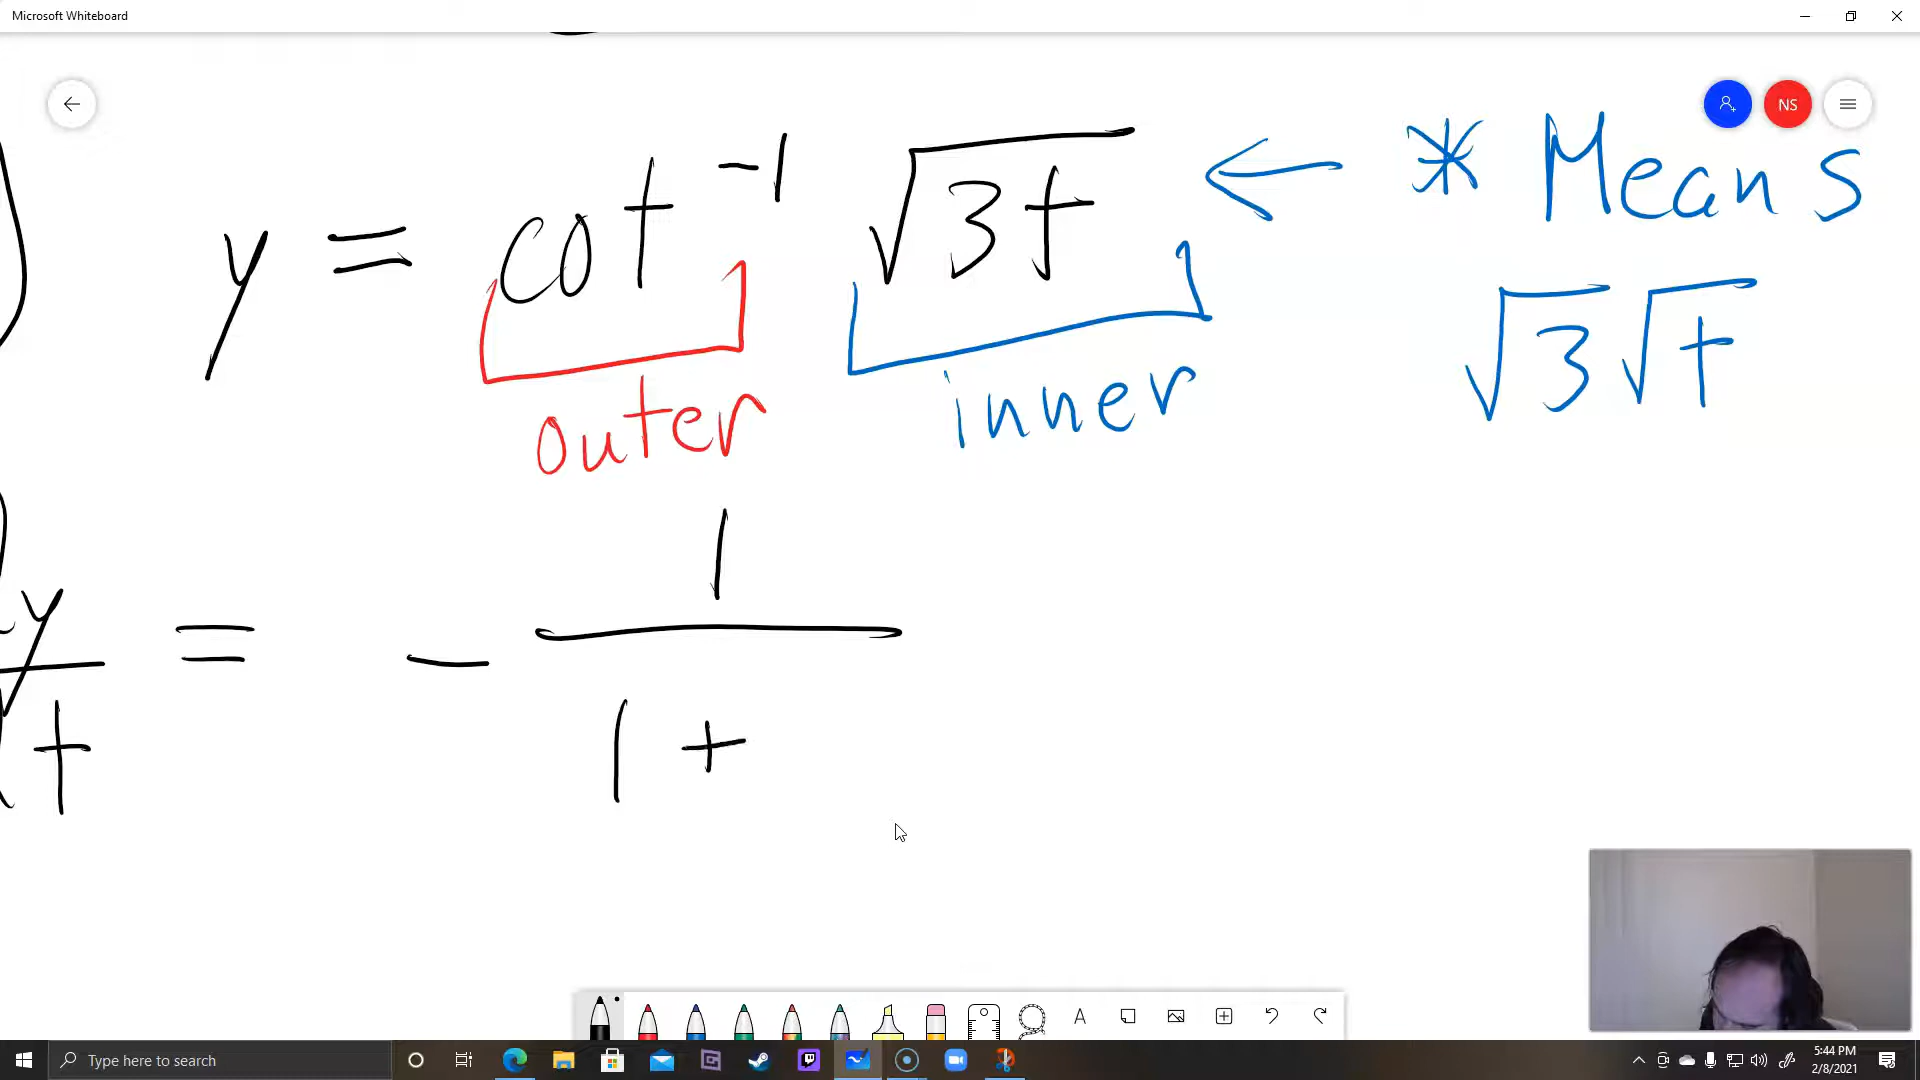 Microsoft Whiteboard
NS
y = cot⁻¹ √3t ← * Means
√3 √t
outer
inner
dy/dt = - 1/(1 +
A
Type here to search
5:44 PM
2/8/2021